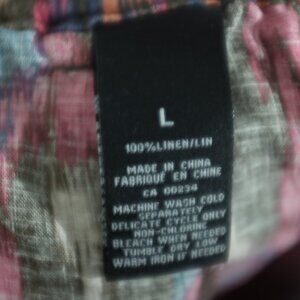 L
100%LINEN/LIN
MADE IN CHINA
FABRIQUÉ EN CHINE
CA 00234
MACHINE WASH COLD
SEPARATELY
DELICATE CYCLE ONLY
NON-CHLORINE
BLEACH WHEN NEEDED
TUMBLE DRY LOW
WARM IRON IF NEEDED